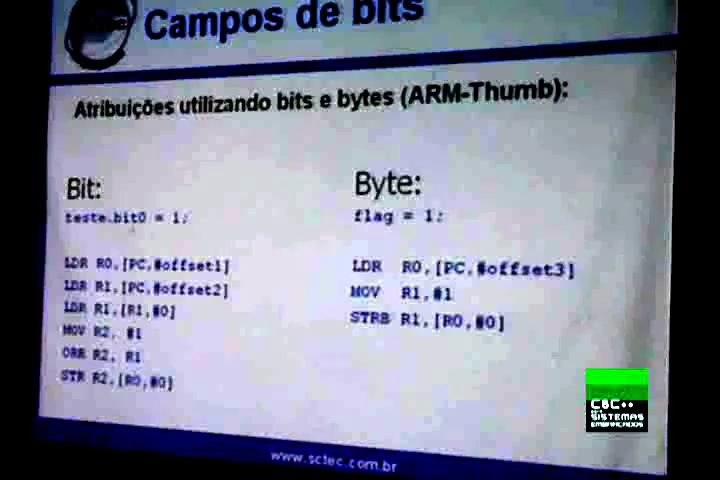 Campos de bits
Atribuições utilizando bits e bytes (ARM-Thumb):
Bit:
teste.bit0 = 1;
LDR R0,[PC,#offset1]
LDR R1,[PC,#offset2]
LDR R1,[R1,#0]
MOV R2, #1
ORR R2, R1
STR R2,[R0,#0]
Byte:
flag = 1;
LDR R0,[PC,#offset3]
MOV R1,#1
STRB R1,[R0,#0]
C&C++
SISTEMAS
EMBARCADOS
www.sctec.com.br